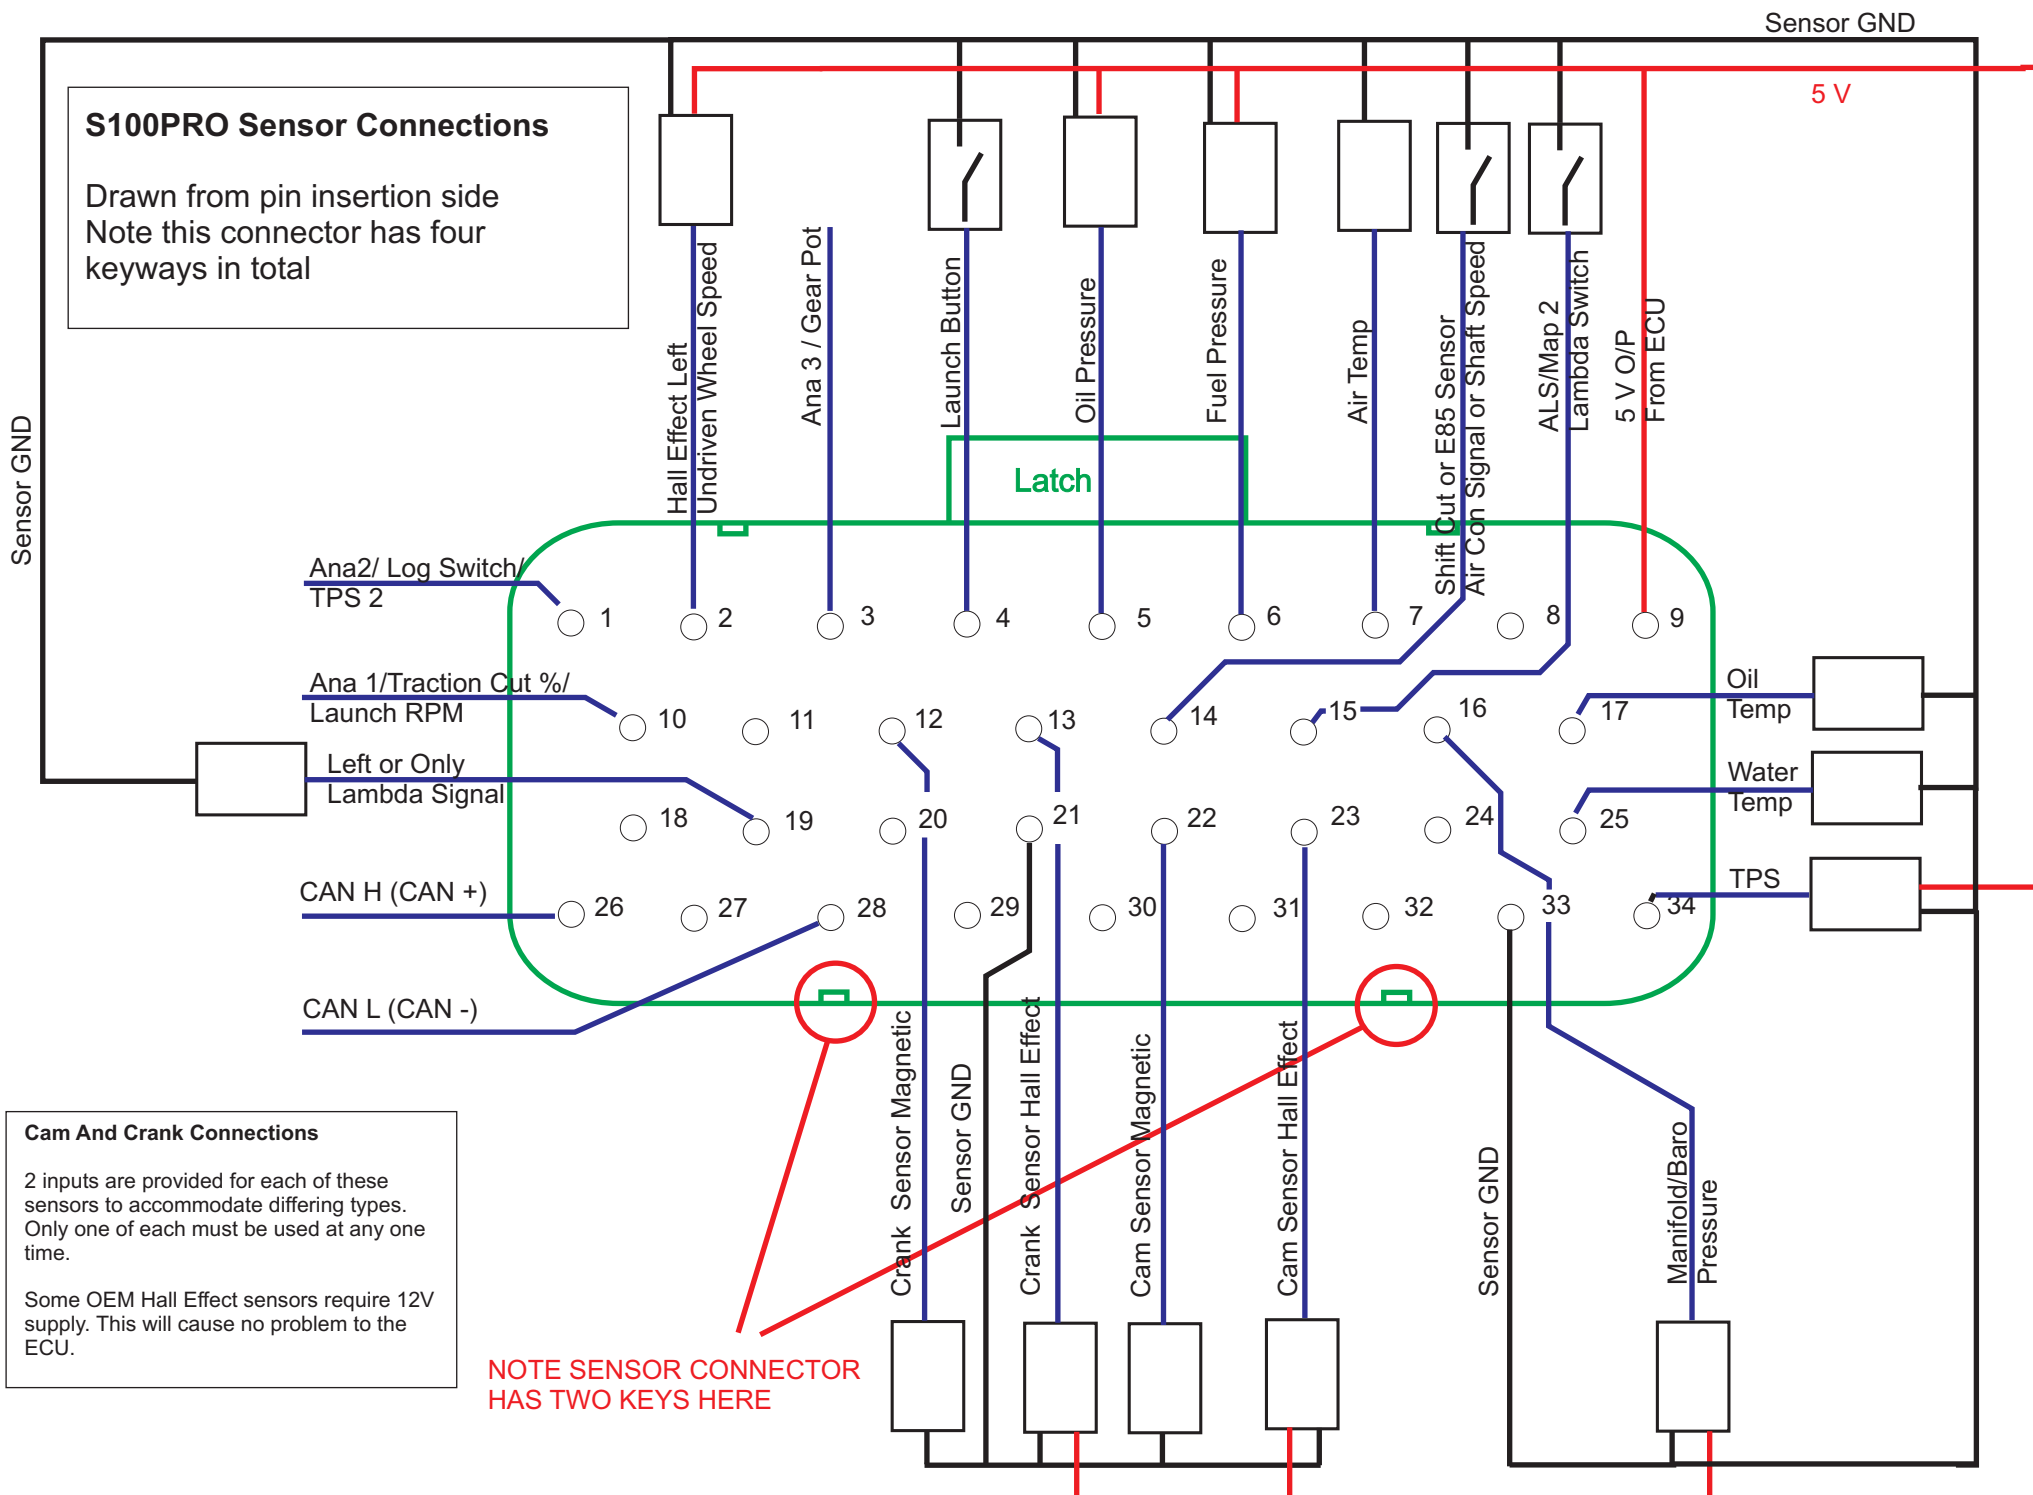 Sensor GND
5 V
S100PRO Sensor Connections
Drawn from pin insertion side
Note this connector has four
keyways in total
Sensor GND
Hall Effect Left
Undriven Wheel Speed
Ana 3 / Gear Pot
Launch Button
Oil Pressure
Fuel Pressure
Air Temp
Shift Cut or E85 Sensor
Air Con Signal or Shaft Speed
ALS/Map 2
Lambda Switch
5 V O/P
From ECU
Latch
Ana2/ Log Switch/
TPS 2
1
2
3
4
5
6
7
8
9
Ana 1/Traction Cut %/
Launch RPM
10
11
12
13
14
15
16
17
Oil
Temp
Left or Only
Lambda Signal
18
19
20
21
22
23
24
25
Water
Temp
CAN H (CAN +)
26
27
28
29
30
31
32
33
34
TPS
CAN L (CAN -)
Crank  Sensor Magnetic
Sensor GND
Crank  Sensor Hall Effect
Cam Sensor Magnetic
Cam Sensor Hall Effect
Sensor GND
Manifold/Baro
Pressure
Cam And Crank Connections
2 inputs are provided for each of these
sensors to accommodate differing types.
Only one of each must be used at any one
time.
Some OEM Hall Effect sensors require 12V
supply. This will cause no problem to the
ECU.
NOTE SENSOR CONNECTOR
HAS TWO KEYS HERE